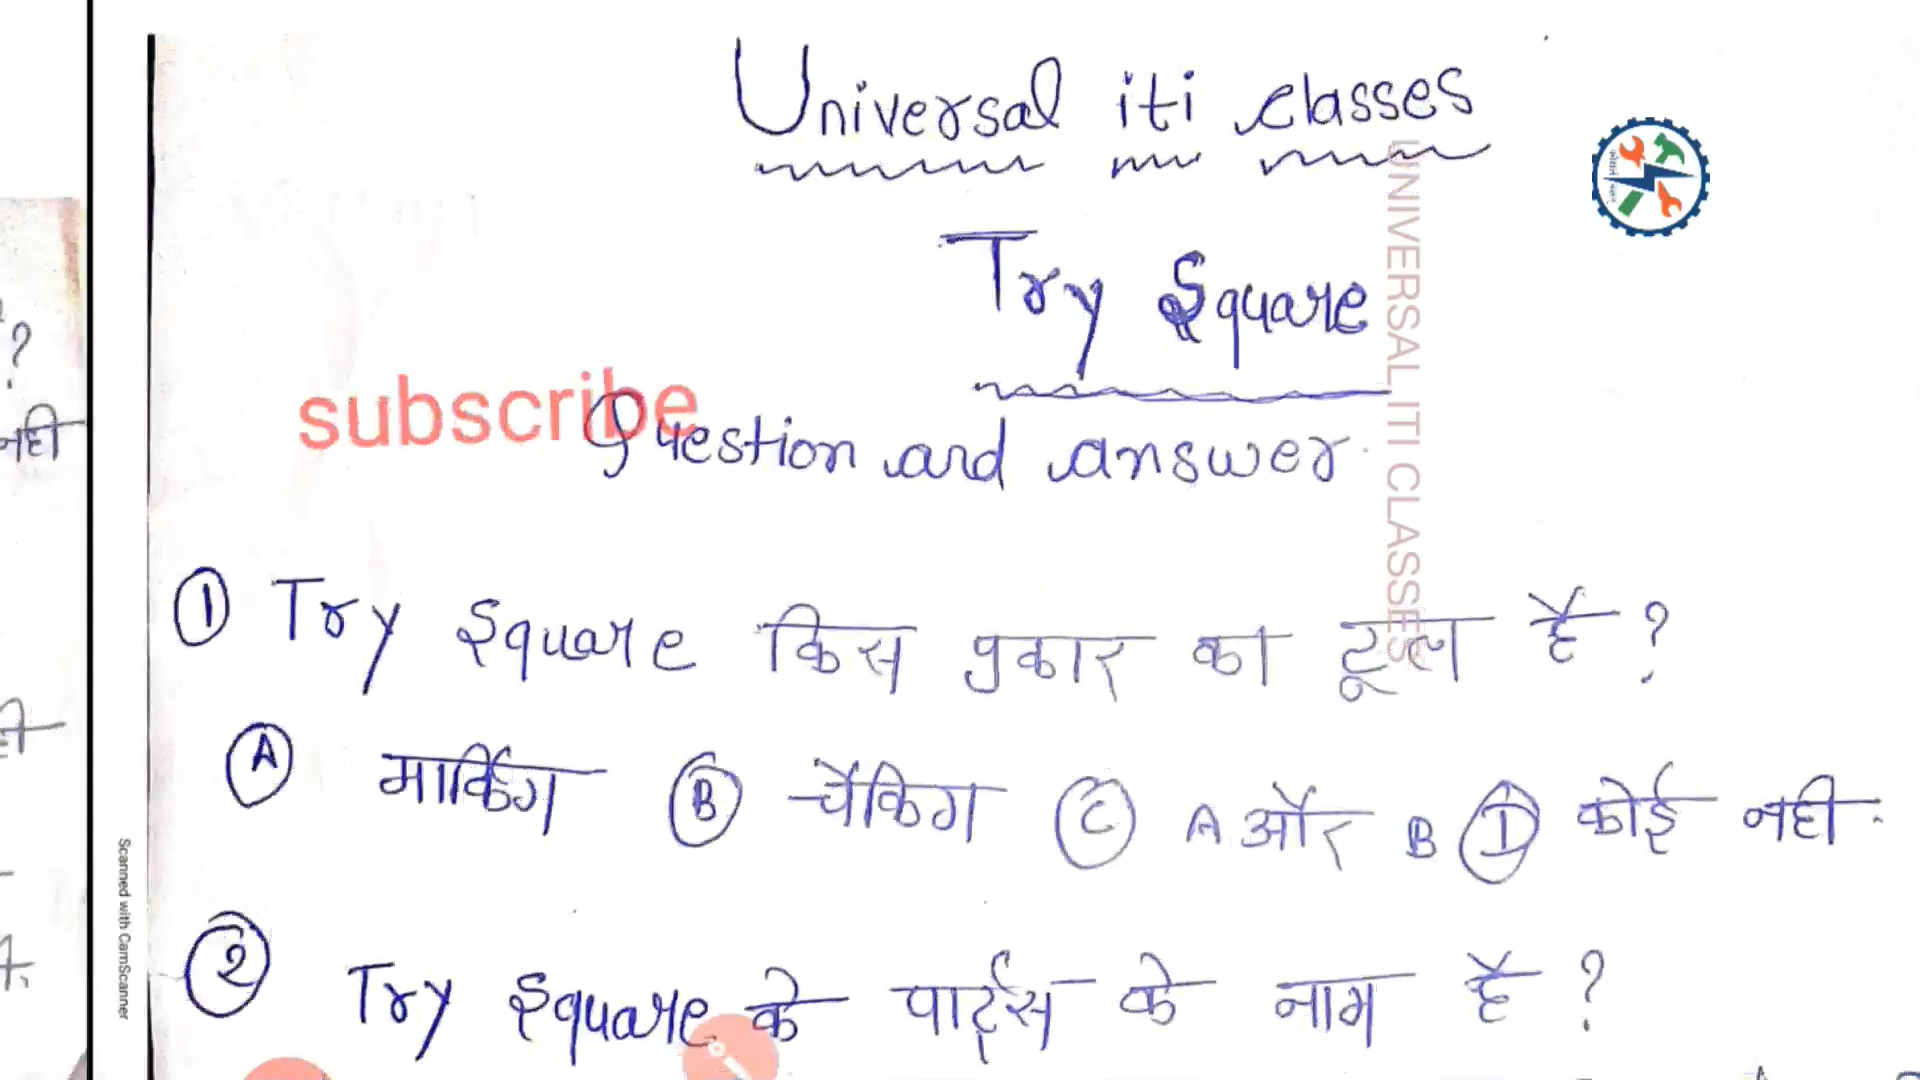 Universal iti classes
Try Square
subscribe
Question and answer.
① Try Square किस प्रकार का टूल है ?
Ⓐ मार्किंग Ⓑ चैकिंग Ⓒ A और B Ⓓ कोई नही.
② Try Square के पार्ट्स के नाम है ?
UNIVERSAL ITI CLASSES
Scanned with CamScanner
?
नही